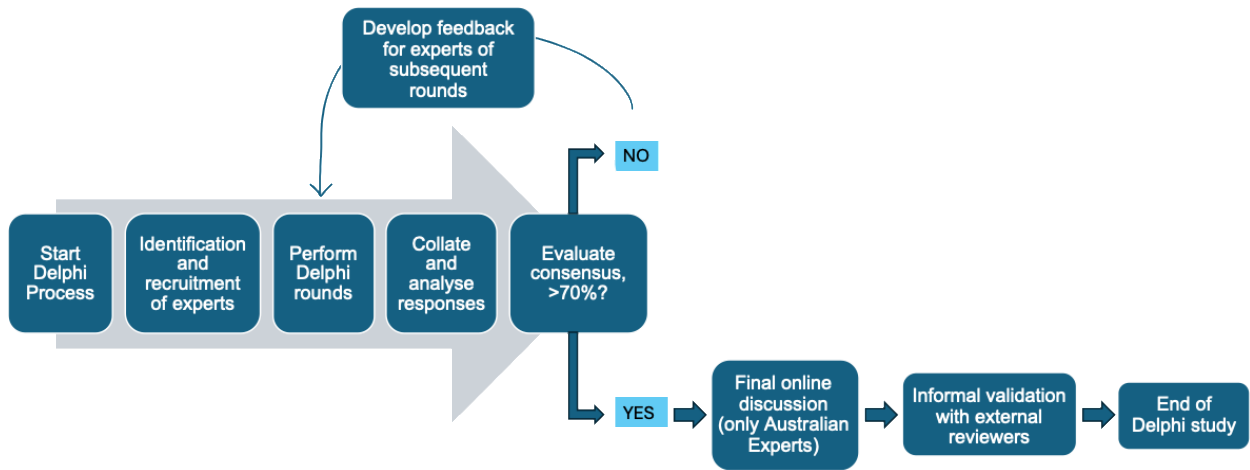 Develop feedback
for experts of
subsequent
rounds
NO
Start
Delphi
Process
Identification
and
recruitment
of experts
Perform
Delphi
rounds
Collate
and
analyse
responses
Evaluate
consensus,
>70%?
YES
Final online
discussion
(only Australian
Experts)
Informal validation
with external
reviewers
End of
Delphi study